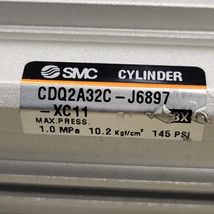 SMC CYLINDER
CDQ2A32C-J6897
-XC11
MAX.PRESS.
1.0 MPa 10.2 Kgf/cm² 145 PSI